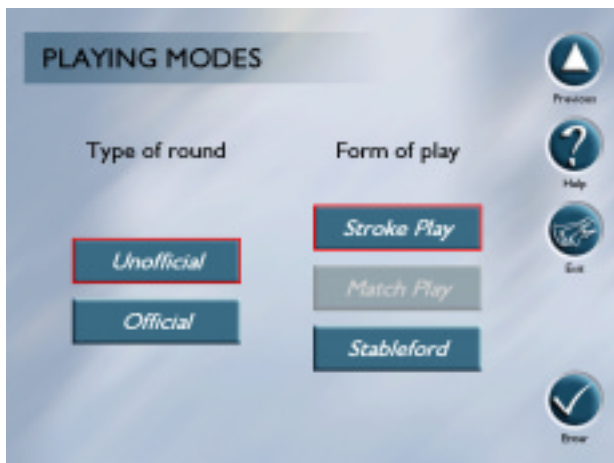 PLAYING MODES
Type of round
Form of play
Unofficial
Official
Stroke Play
Match Play
Stableford
Previous
Help
Exit
Enter